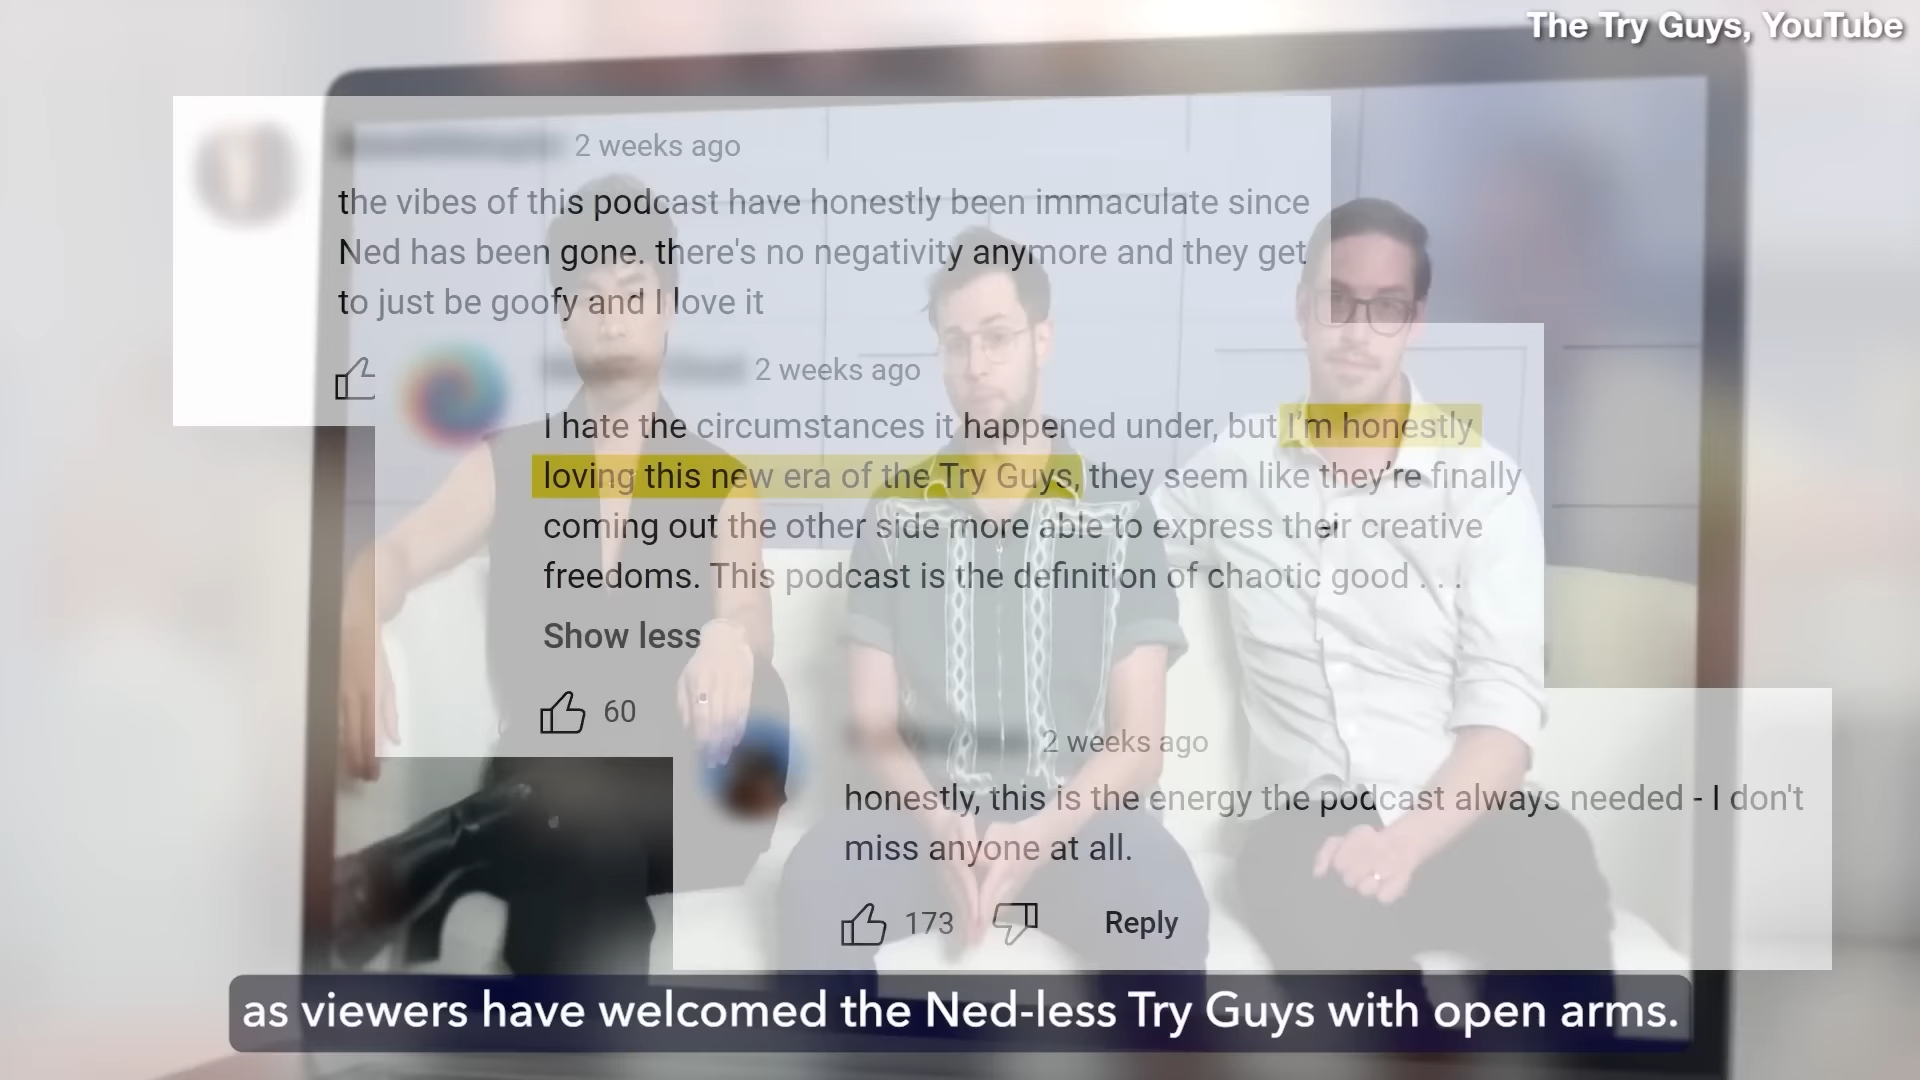 The Try Guys, YouTube
2 weeks ago
the vibes of this podcast have honestly been immaculate since
Ned has been gone. there's no negativity anymore and they get
to just be goofy and I love it
2 weeks ago
I hate the circumstances it happened under, but I'm honestly
loving this new era of the Try Guys, they seem like they're finally
coming out the other side more able to express their creative
freedoms. This podcast is the definition of chaotic good . . .
Show less
60
2 weeks ago
honestly, this is the energy the podcast always needed - I don't
miss anyone at all.
173 Reply
as viewers have welcomed the Ned-less Try Guys with open arms.